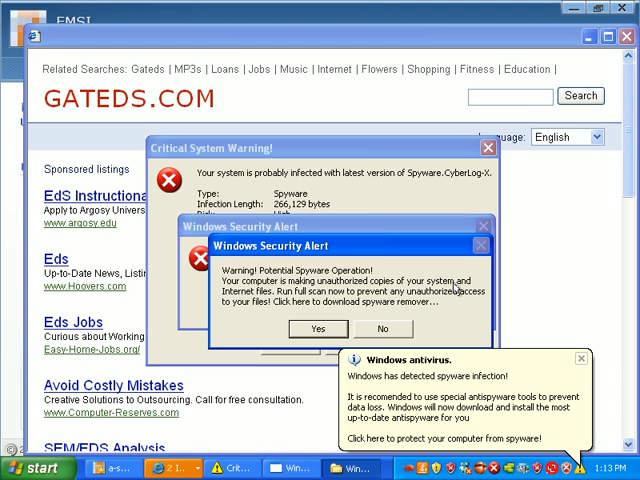 EMSI
Related Searches: Gateds | MP3s | Loans | Jobs | Music | Internet | Flowers | Shopping | Fitness | Education |
GATEDS.COM
Search
Language: English
Sponsored listings
EdS Instructiona
Apply to Argosy Univers
www.argosy.edu
Eds
Up-to-Date News, Listin
www.Hoovers.com
Eds Jobs
Curious about Working
Easy-Home-Jobs.org/
Avoid Costly Mistakes
Creative Solutions to Outsourcing. Call for free consultation.
www.Computer-Reserves.com
SEM/EDS Analysis
Critical System Warning!
Your system is probably infected with latest version of Spyware.CyberLog-X.
Type: Spyware
Infection Length: 266,129 bytes
High
Windows Security Alert
Windows Security Alert
Warning! Potential Spyware Operation!
Your computer is making unauthorized copies of your system and
Internet files. Run full scan now to prevent any unauthorized access
to your files! Click here to download spyware remover...
Yes
No
Windows antivirus.
Windows has detected spyware infection!
It is recomended to use special antispyware tools to prevent
data loss. Windows will now download and install the most
up-to-date antivirus for you
Click here to protect your computer from spyware!
start
a-s...
2 I...
Crit...
Win...
Win...
1:13 PM